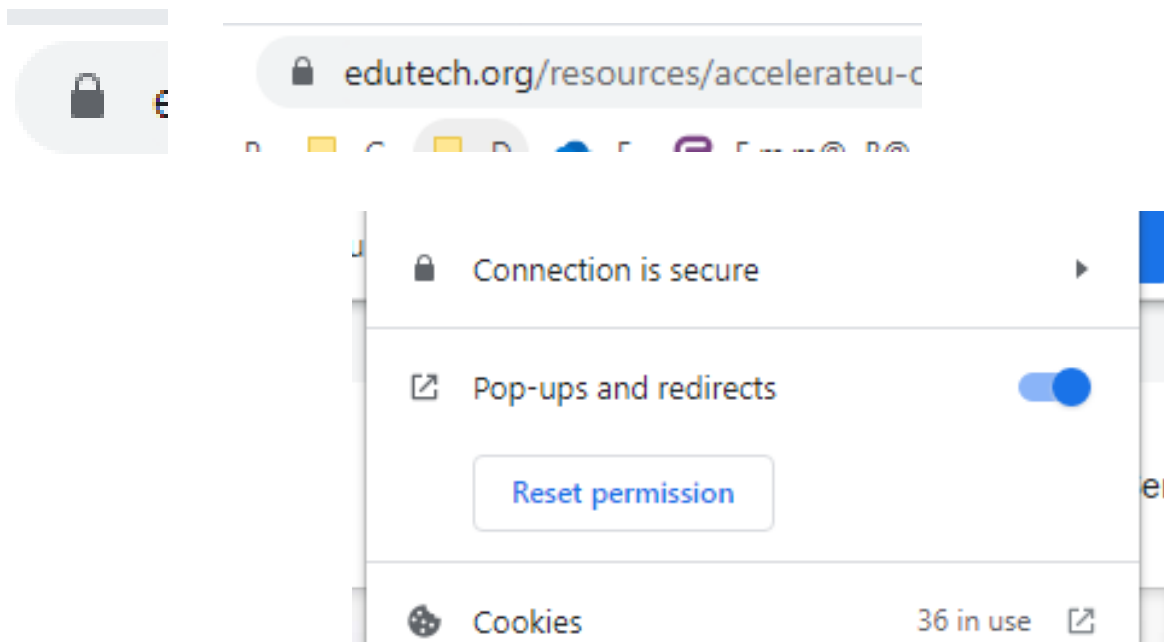 edutech.org/resources/accelerateu-c
Connection is secure
Pop-ups and redirects
Reset permission
Cookies 36 in use